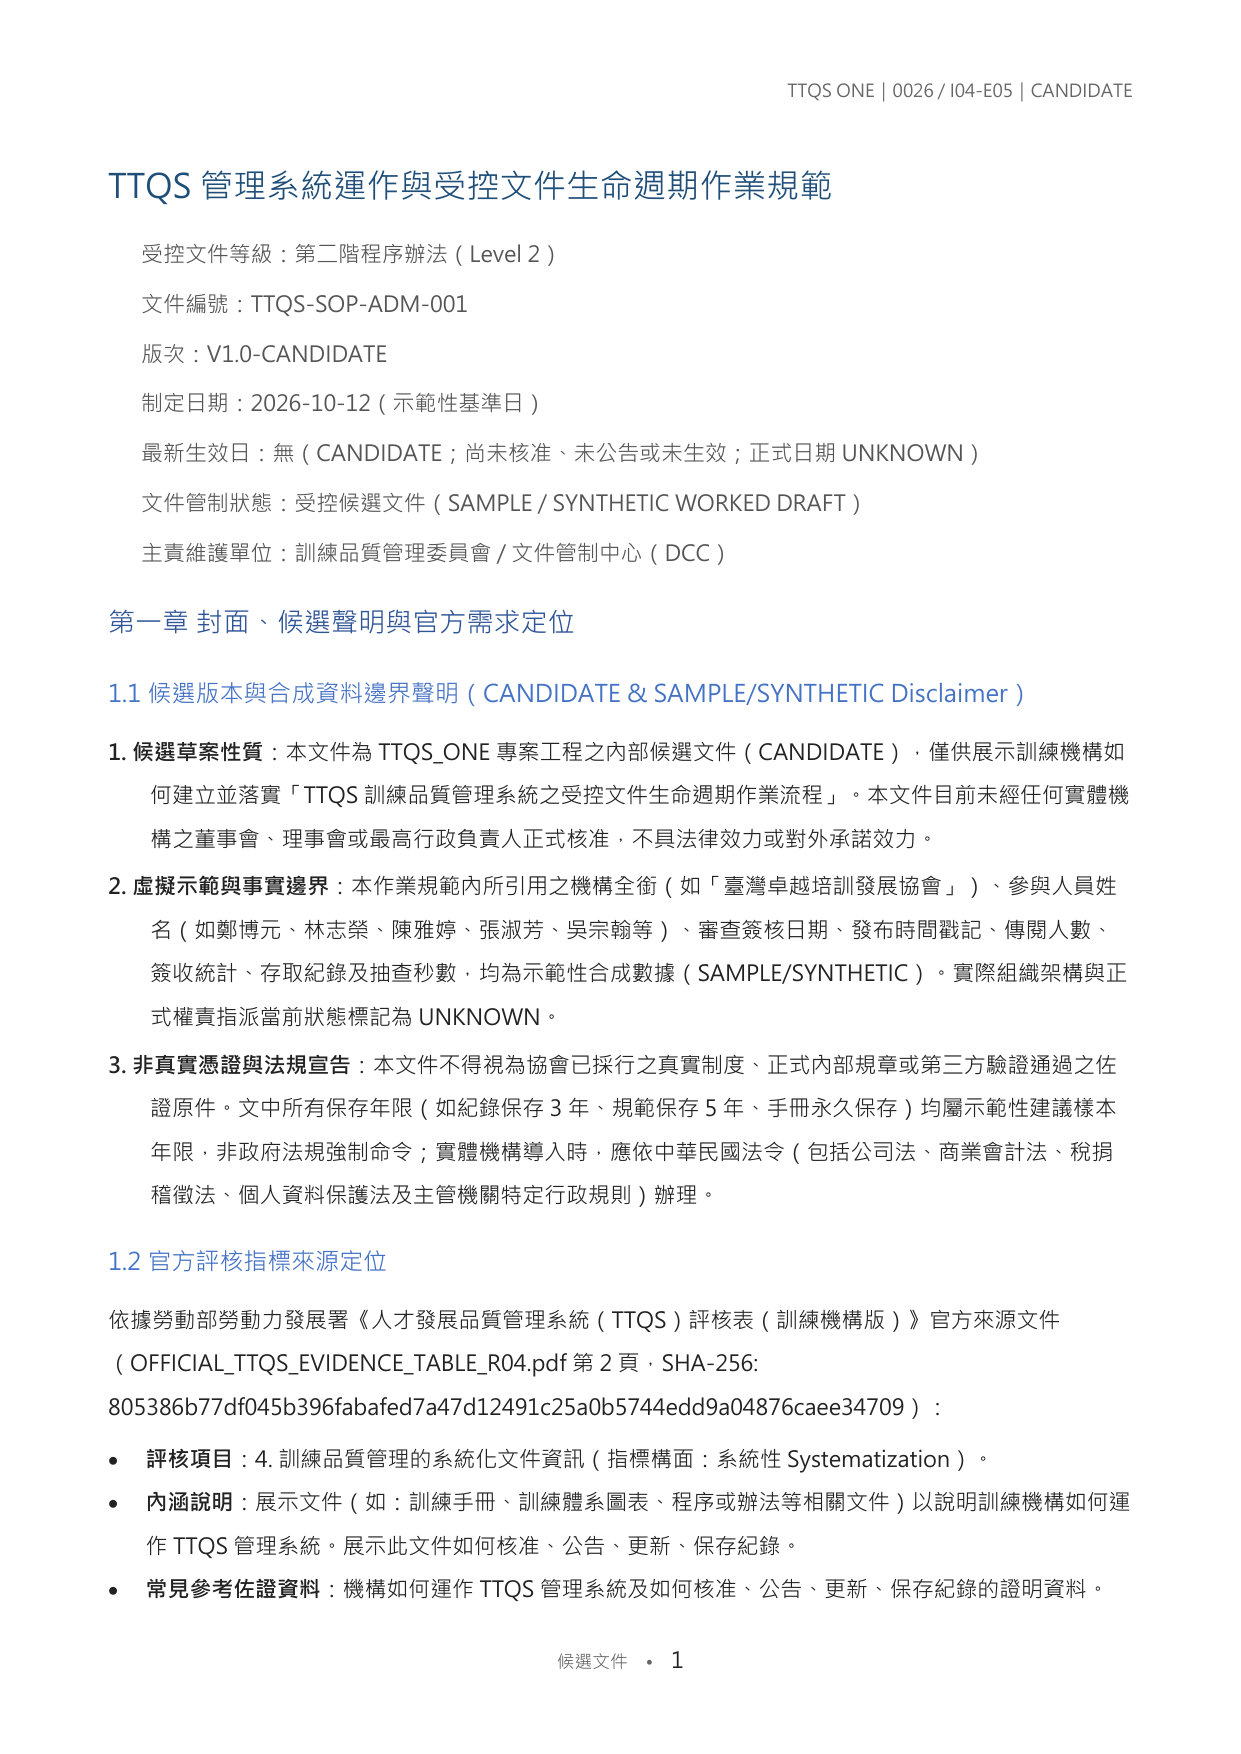 TTQS ONE | 0026 / I04-E05 | CANDIDATE
TTQS 管理系統運作與受控文件生命週期作業規範
受控文件等級：第二階程序辦法（Level 2）
文件編號：TTQS-SOP-ADM-001
版次：V1.0-CANDIDATE
制定日期：2026-10-12（示範性基準日）
最新生效日：無（CANDIDATE；尚未核准、未公告或未生效；正式日期 UNKNOWN）
文件管制狀態：受控候選文件（SAMPLE / SYNTHETIC WORKED DRAFT）
主責維護單位：訓練品質管理委員會 / 文件管制中心（DCC）
第一章 封面、候選聲明與官方需求定位
1.1 候選版本與合成資料邊界聲明（CANDIDATE & SAMPLE/SYNTHETIC Disclaimer）
1. 候選草案性質：本文件為 TTQS_ONE 專案工程之內部候選文件（CANDIDATE），僅供展示訓練機構如
何建立並落實「TTQS 訓練品質管理系統之受控文件生命週期作業流程」。本文件目前未經任何實體機
構之董事會、理事會或最高行政負責人正式核准，不具法律效力或對外承諾效力。
2. 虛擬示範與事實邊界：本作業規範內所引用之機構全銜（如「臺灣卓越培訓發展協會」）、參與人員姓
名（如鄭博元、林志榮、陳雅婷、張淑芳、吳宗翰等）、審查簽核日期、發布時間戳記、傳閱人數、
簽收統計、存取紀錄及抽查秒數，均為示範性合成數據（SAMPLE/SYNTHETIC）。實際組織架構與正
式權責指派當前狀態標記為 UNKNOWN。
3. 非真實憑證與法規宣告：本文件不得視為協會已採行之真實制度、正式內部規章或第三方驗證通過之佐
證原件。文中所有保存年限（如紀錄保存 3 年、規範保存 5 年、手冊永久保存）均屬示範性建議樣本
年限，非政府法規強制命令；實體機構導入時，應依中華民國法令（包括公司法、商業會計法、稅捐
稽徵法、個人資料保護法及主管機關特定行政規則）辦理。
1.2 官方評核指標來源定位
依據勞動部勞動力發展署《人才發展品質管理系統（TTQS）評核表（訓練機構版）》官方來源文件
（OFFICIAL_TTQS_EVIDENCE_TABLE_R04.pdf 第 2 頁，SHA-256:
805386b77df045b396fabafed7a47d12491c25a0b5744edd9a04876caee34709）：
• 評核項目：4. 訓練品質管理的系統化文件資訊（指標構面：系統性 Systematization）。
• 內涵說明：展示文件（如：訓練手冊、訓練體系圖表、程序或辦法等相關文件）以說明訓練機構如何運
作 TTQS 管理系統。展示此文件如何核准、公告、更新、保存紀錄。
• 常見參考佐證資料：機構如何運作 TTQS 管理系統及如何核准、公告、更新、保存紀錄的證明資料。
候選文件 • 1